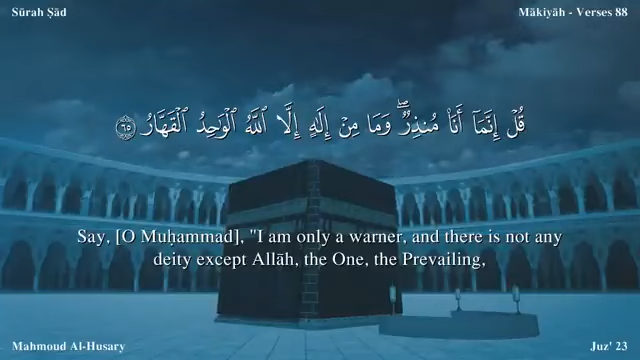 Sūrah Ṣād
Mākiyāh - Verses 88
قُلْ إِنَّمَآ أَنَا۠ مُنذِرٌۭ ۖ وَمَا مِنْ إِلَـٰهٍ إِلَّا ٱللَّهُ ٱلْوَٰحِدُ ٱلْقَهَّارُ ٦٥
Say, [O Muḥammad], "I am only a warner, and there is not any
deity except Allāh, the One, the Prevailing,
Mahmoud Al-Husary
Juz' 23